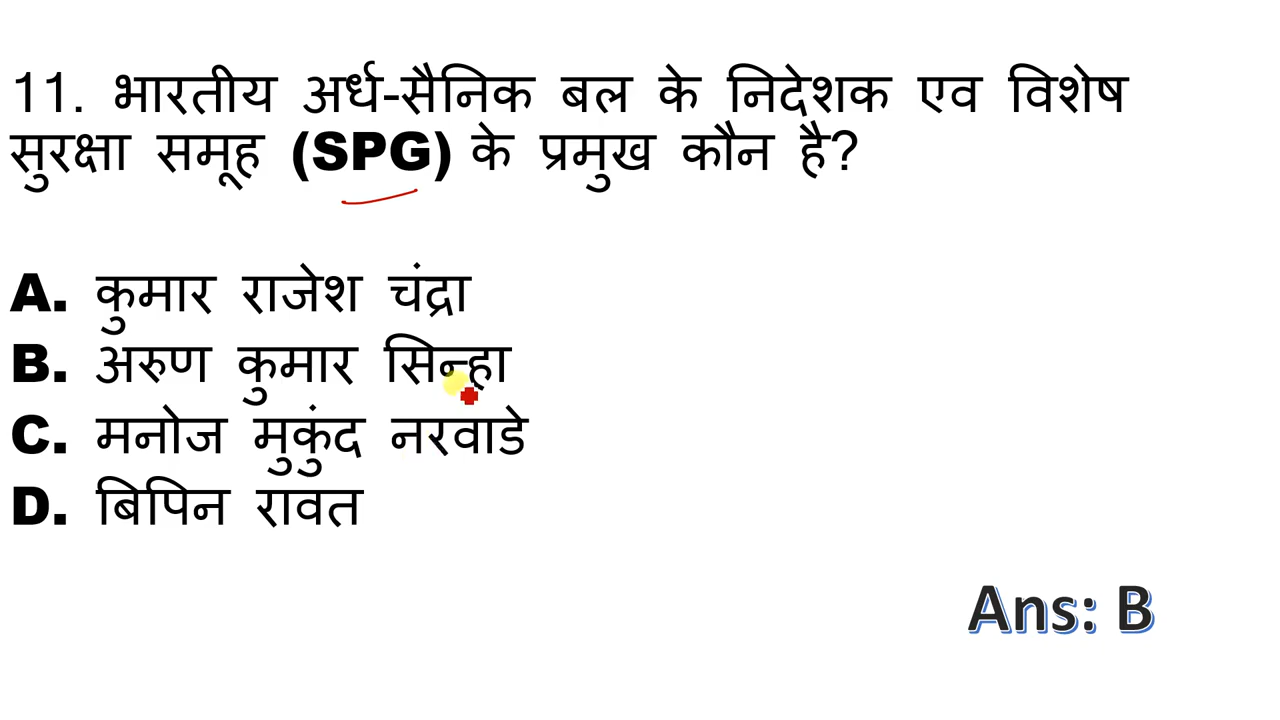 11. भारतीय अर्ध-सैनिक बल के निदेशक एव विशेष
सुरक्षा समूह (SPG) के प्रमुख कौन है?
A. कुमार राजेश चंद्रा
B. अरुण कुमार सिन्हा
C. मनोज मुकुंद नरवाडे
D. बिपिन रावत
Ans: B